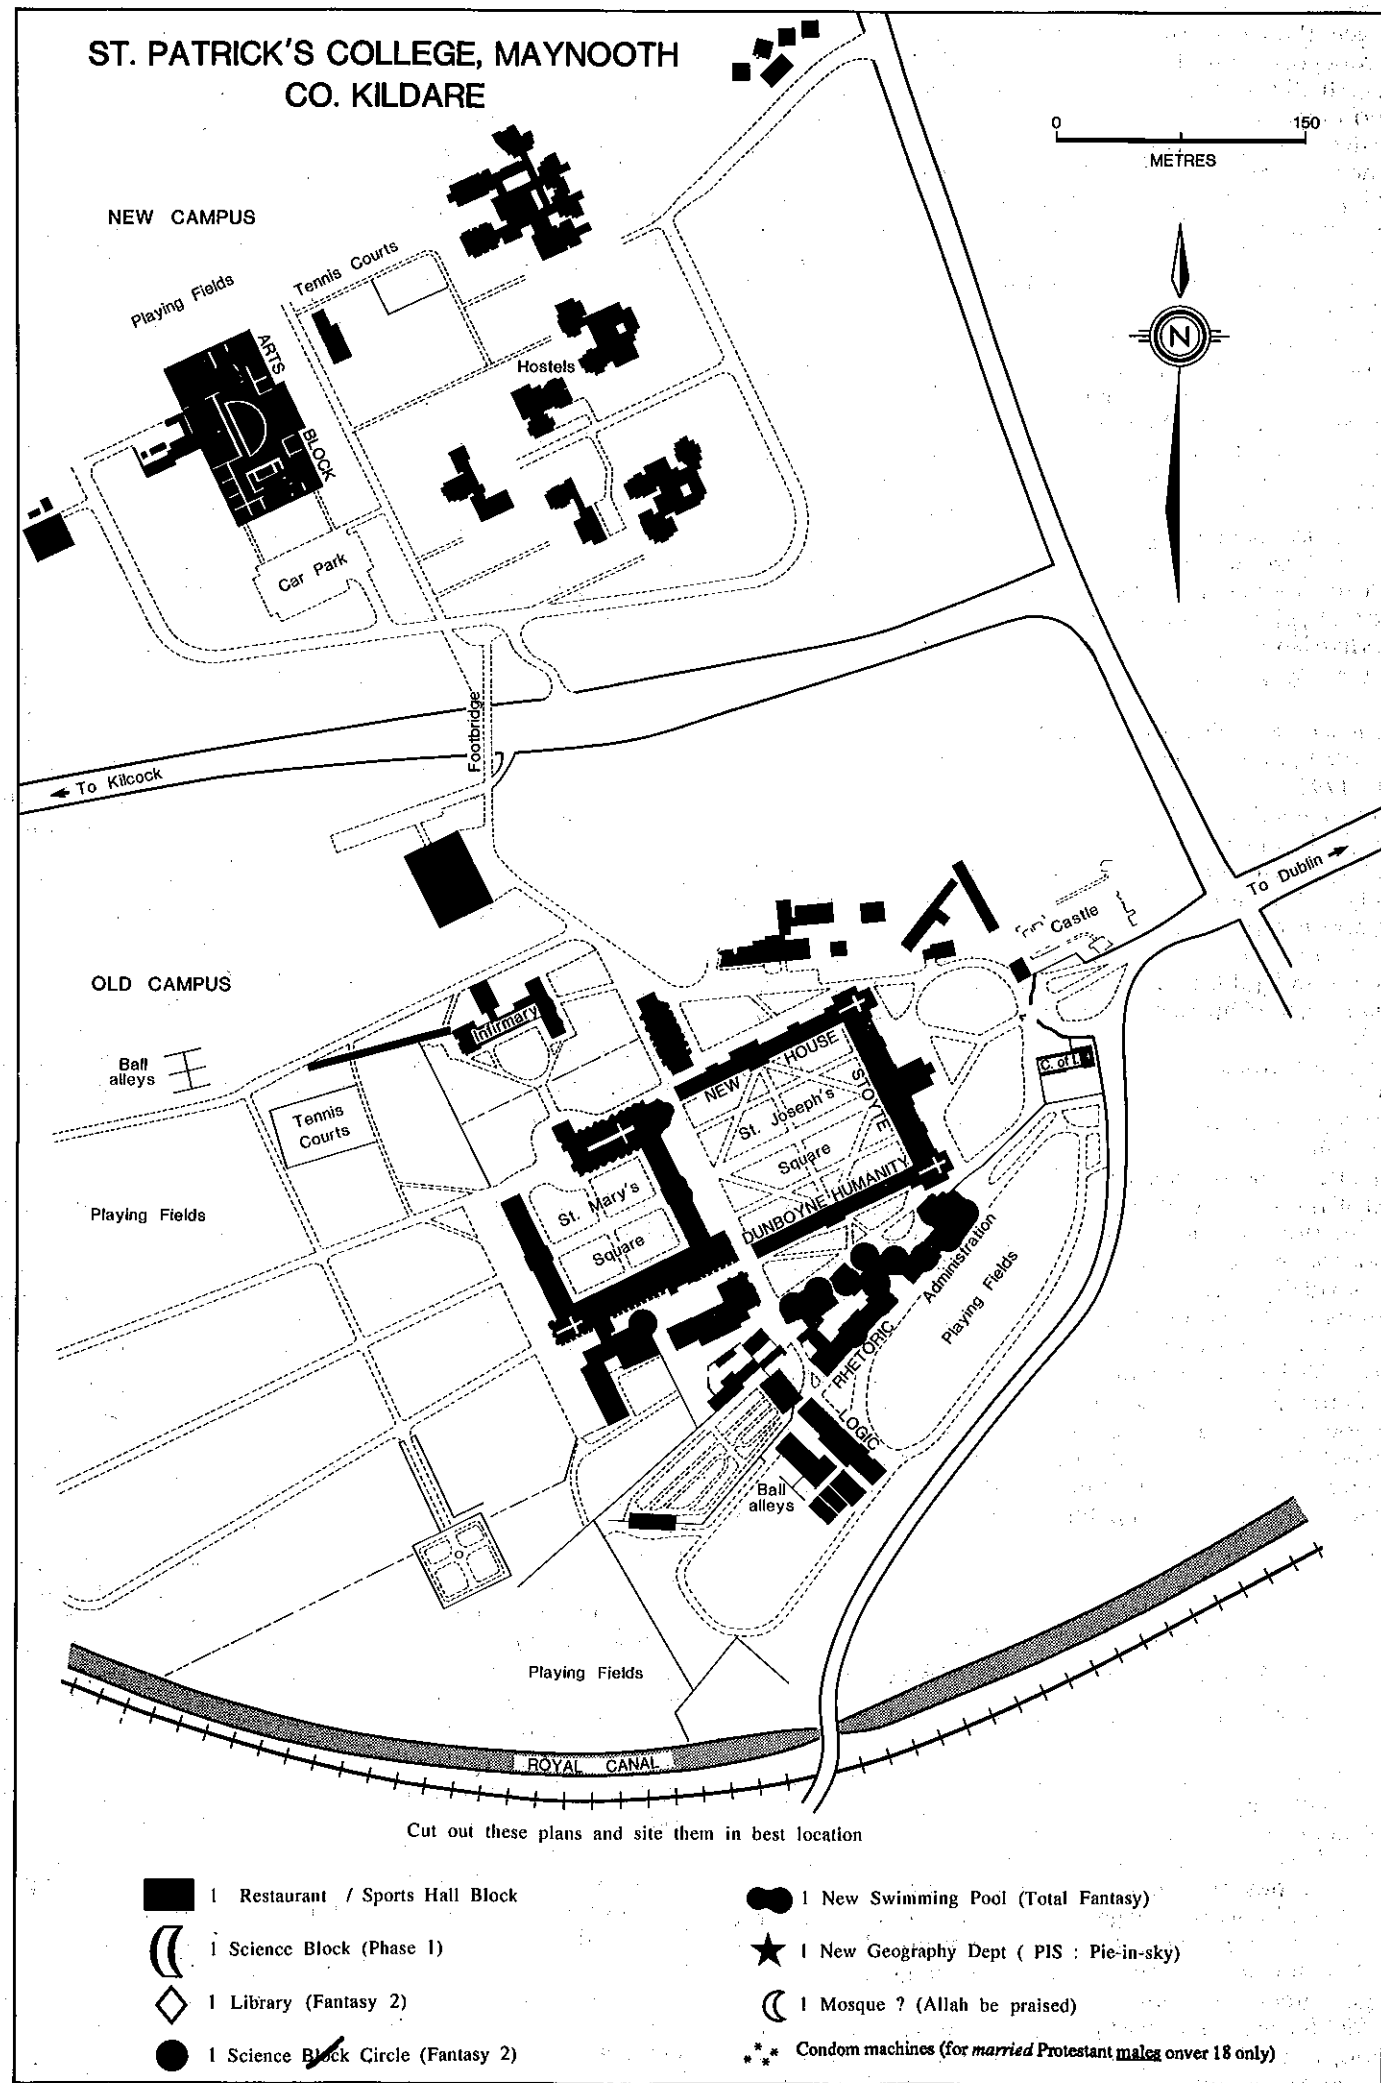 ST. PATRICK'S COLLEGE, MAYNOOTH
CO. KILDARE
0 150
METRES
NEW CAMPUS
Tennis Courts
Playing Fields
N
ARTS
BLOCK
Hostels
Car Park
Footbridge
To Kilcock
To Dublin
Castle
OLD CAMPUS
Infirmary
Ball
alleys
C. of I.
NEW HOUSE
STOYTE
St. Joseph's
Square
Tennis
Courts
DUNBOYNE HUMANITY
St. Mary's
Square
Playing Fields
Administration
Playing Fields
RHETORIC
LOGIC
Ball
alleys
Playing Fields
ROYAL CANAL
Cut out these plans and site them in best location
1 Restaurant / Sports Hall Block
1 Science Block (Phase 1)
1 Library (Fantasy 2)
1 Science Block Circle (Fantasy 2)
1 New Swimming Pool (Total Fantasy)
1 New Geography Dept ( PIS : Pie-in-sky)
1 Mosque ? (Allah be praised)
Condom machines (for married Protestant males onver 18 only)